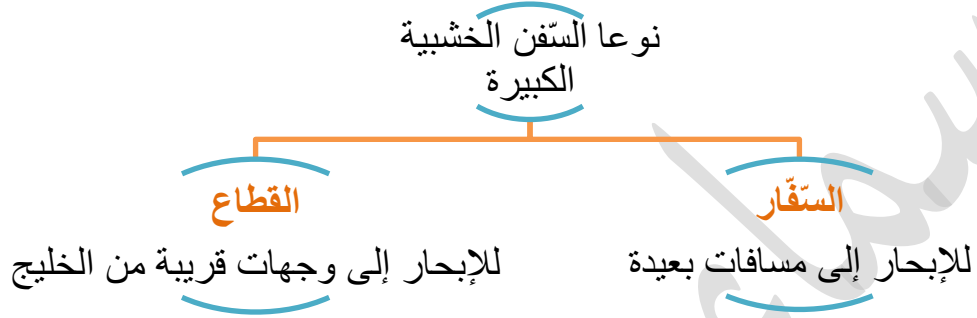 نوعا السّفن الخشبية
الكبيرة
السّفّار
للإبحار إلى مسافات بعيدة
القطاع
للإبحار إلى وجهات قريبة من الخليج